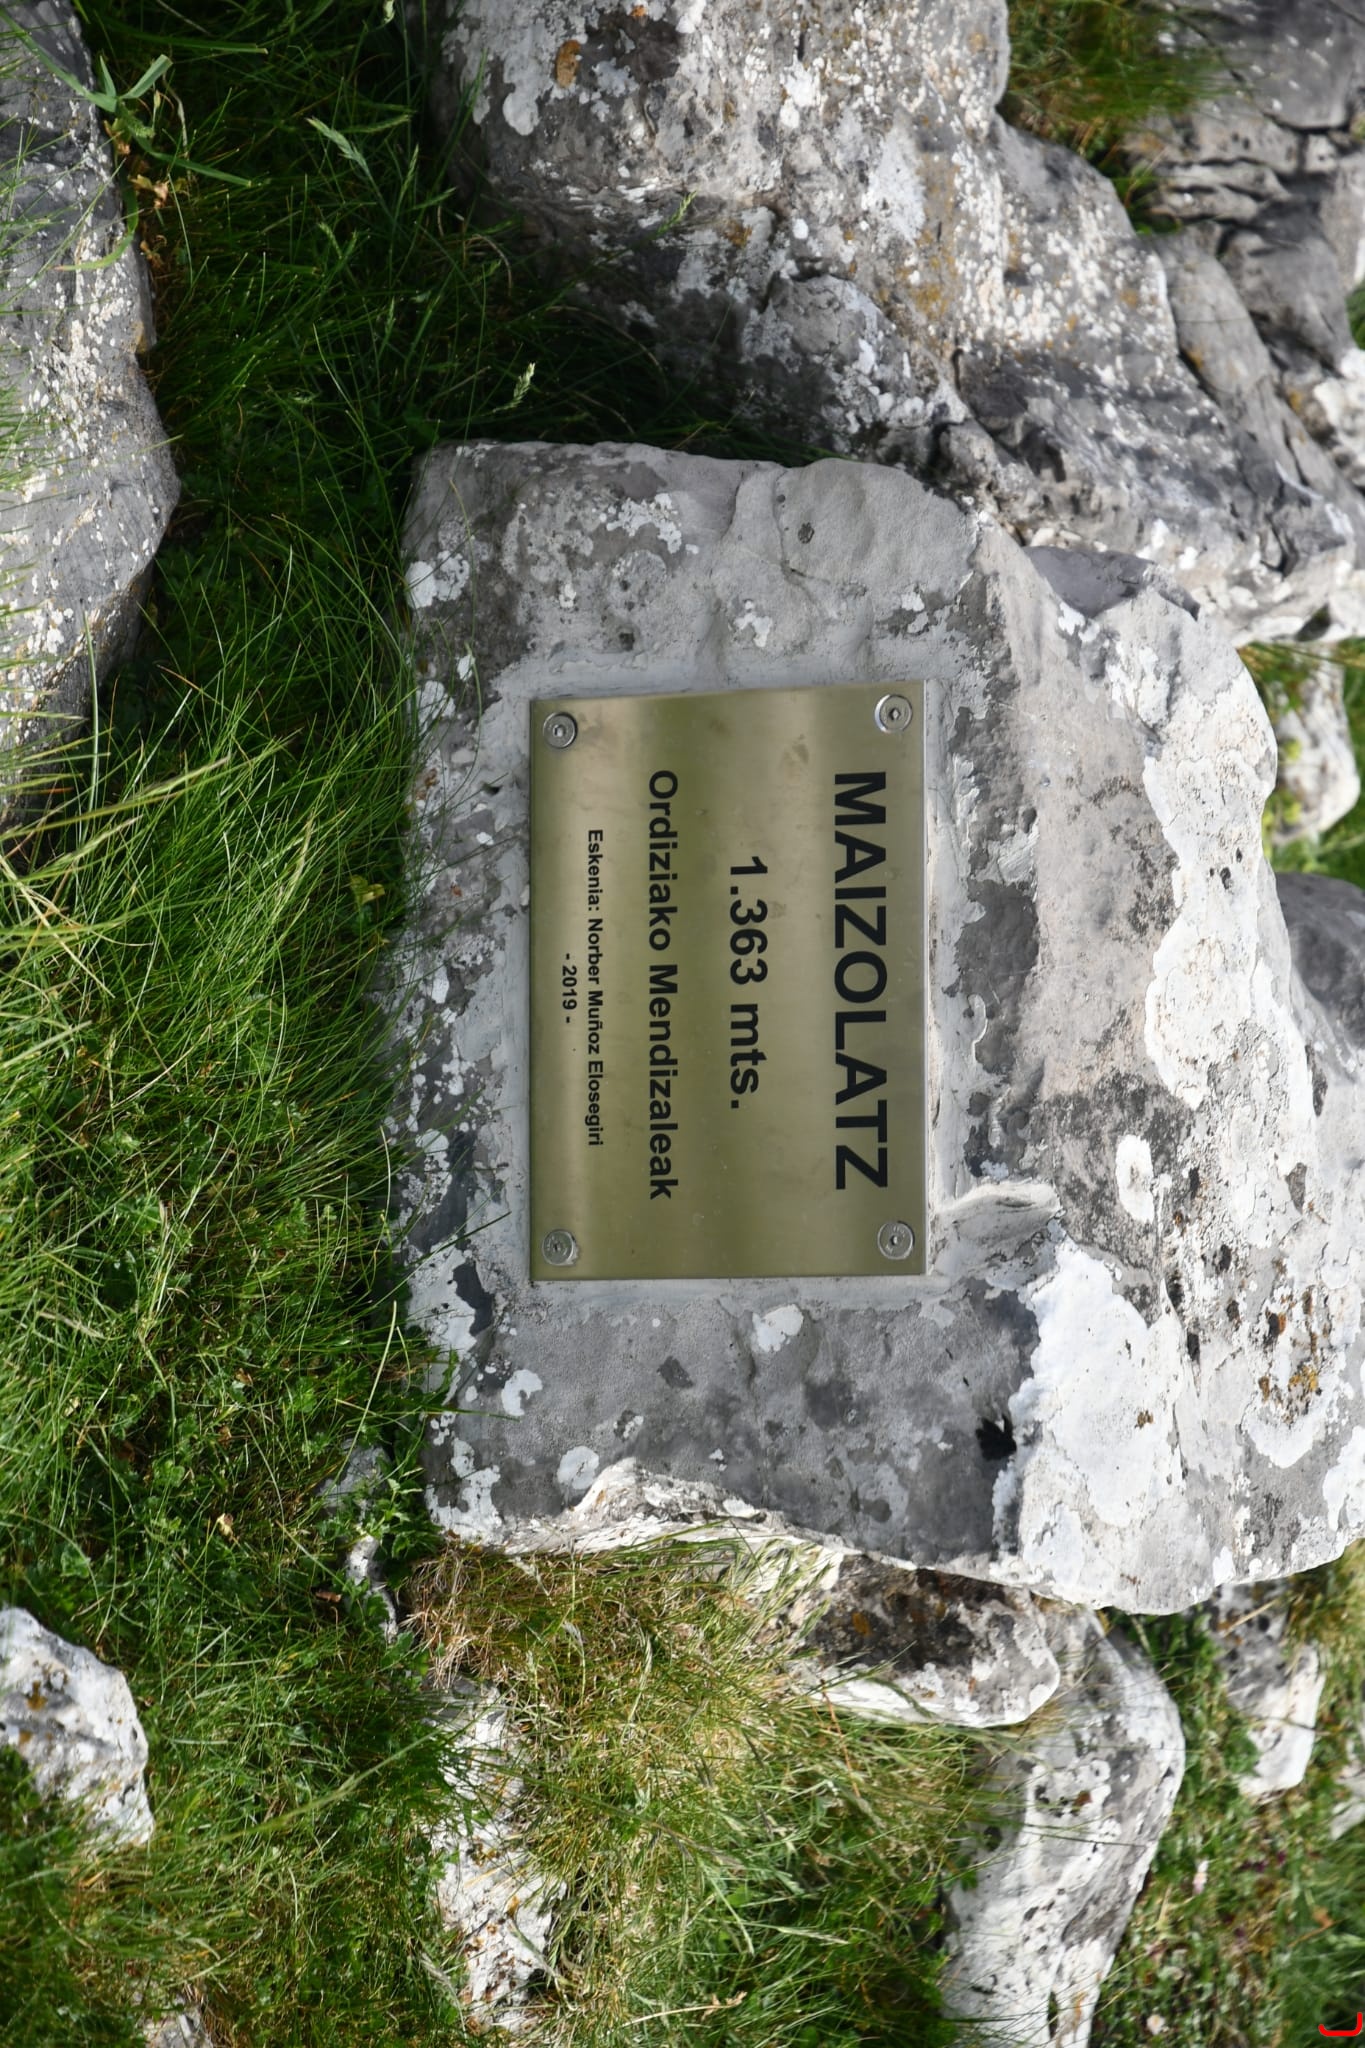 MAIZOLATZ
1.363 mts.
Ordiziako Mendizaleak
Eskenia: Norber Muñoz Elosegiri
- 2019 -